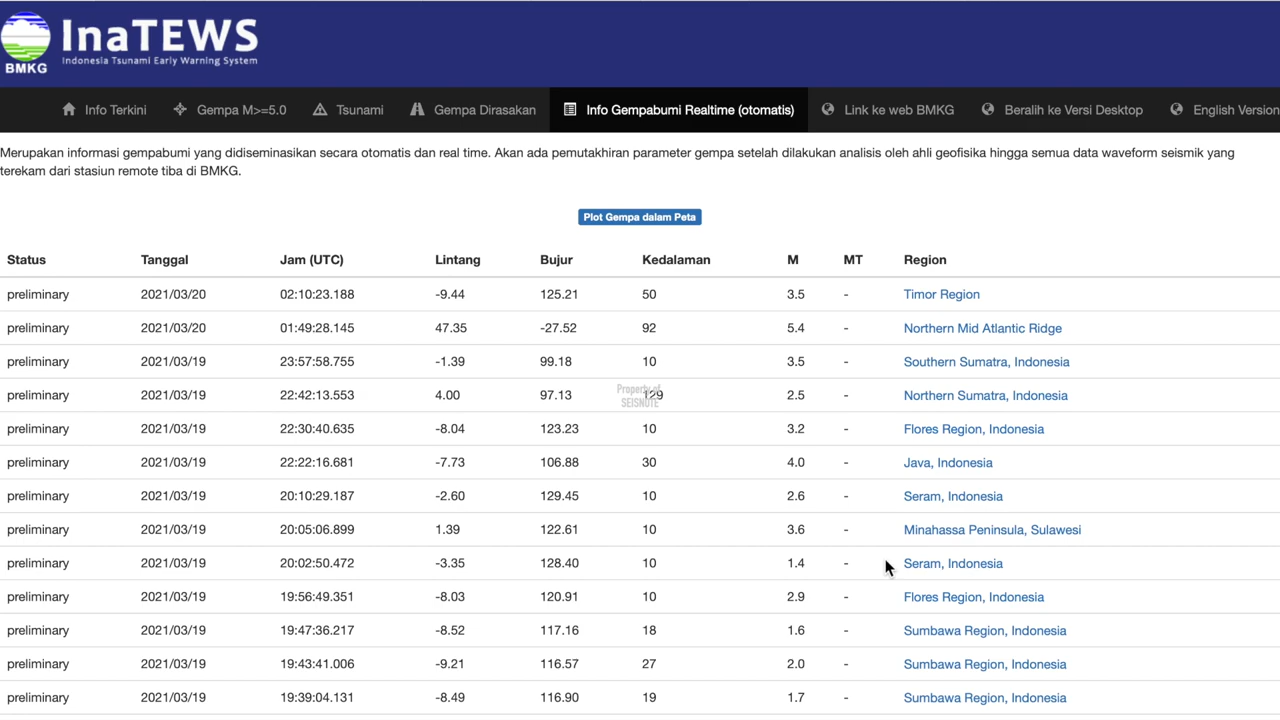 InaTEWS
Indonesia Tsunami Early Warning System
BMKG
Info Terkini Gempa M>=5.0 Tsunami Gempa Dirasakan Info Gempabumi Realtime (otomatis) Link ke web BMKG Beralih ke Versi Desktop English Version
Merupakan informasi gempabumi yang didiseminasikan secara otomatis dan real time. Akan ada pemutakhiran parameter gempa setelah dilakukan analisis oleh ahli geofisika hingga semua data waveform seismik yang
terekam dari stasiun remote tiba di BMKG.
Plot Gempa dalam Peta
Status Tanggal Jam (UTC) Lintang Bujur Kedalaman M MT Region
preliminary 2021/03/20 02:10:23.188 -9.44 125.21 50 3.5 - Timor Region
preliminary 2021/03/20 01:49:28.145 47.35 -27.52 92 5.4 - Northern Mid Atlantic Ridge
preliminary 2021/03/19 23:57:58.755 -1.39 99.18 10 3.5 - Southern Sumatra, Indonesia
preliminary 2021/03/19 22:42:13.553 4.00 97.13 129 2.5 - Northern Sumatra, Indonesia
Property of
SEISNOTE
preliminary 2021/03/19 22:30:40.635 -8.04 123.23 10 3.2 - Flores Region, Indonesia
preliminary 2021/03/19 22:22:16.681 -7.73 106.88 30 4.0 - Java, Indonesia
preliminary 2021/03/19 20:10:29.187 -2.60 129.45 10 2.6 - Seram, Indonesia
preliminary 2021/03/19 20:05:06.899 1.39 122.61 10 3.6 - Minahassa Peninsula, Sulawesi
preliminary 2021/03/19 20:02:50.472 -3.35 128.40 10 1.4 - Seram, Indonesia
preliminary 2021/03/19 19:56:49.351 -8.03 120.91 10 2.9 - Flores Region, Indonesia
preliminary 2021/03/19 19:47:36.217 -8.52 117.16 18 1.6 - Sumbawa Region, Indonesia
preliminary 2021/03/19 19:43:41.006 -9.21 116.57 27 2.0 - Sumbawa Region, Indonesia
preliminary 2021/03/19 19:39:04.131 -8.49 116.90 19 1.7 - Sumbawa Region, Indonesia